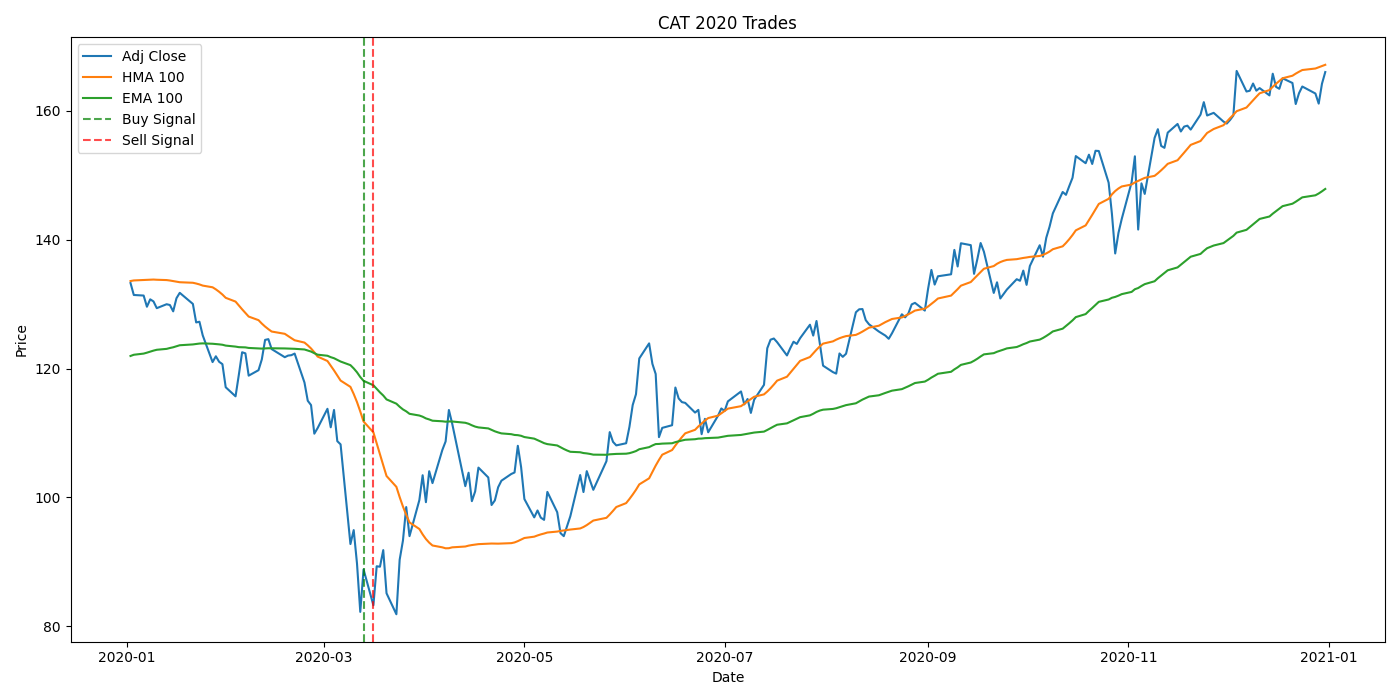 CAT 2020 Trades
Adj Close
HMA 100
EMA 100
Buy Signal
Sell Signal
Price
160
140
120
100
80
2020-01
2020-03
2020-05
2020-07
2020-09
2020-11
2021-01
Date